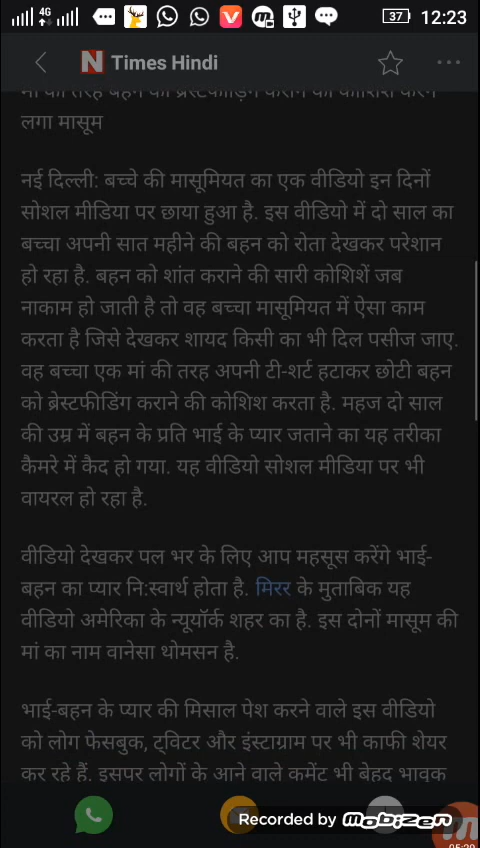 4G
37
12:23
N Times Hindi
लगा मासूम
नई दिल्ली: बच्चे की मासूमियत का एक वीडियो इन दिनों
सोशल मीडिया पर छाया हुआ है. इस वीडियो में दो साल का
बच्चा अपनी सात महीने की बहन को रोता देखकर परेशान
हो रहा है. बहन को शांत कराने की सारी कोशिशें जब
नाकाम हो जाती है तो वह बच्चा मासूमियत में ऐसा काम
करता है जिसे देखकर शायद किसी का भी दिल पसीज जाए.
वह बच्चा एक मां की तरह अपनी टी-शर्ट हटाकर छोटी बहन
को ब्रेस्टफीडिंग कराने की कोशिश करता है. महज दो साल
की उम्र में बहन के प्रति भाई के प्यार जताने का यह तरीका
कैमरे में कैद हो गया. यह वीडियो सोशल मीडिया पर भी
वायरल हो रहा है.
वीडियो देखकर पल भर के लिए आप महसूस करेंगे भाई-
बहन का प्यार नि:स्वार्थ होता है. मिरर के मुताबिक यह
वीडियो अमेरिका के न्यूयॉर्क शहर का है. इस दोनों मासूम की
मां का नाम वानेसा थोमसन है.
भाई-बहन के प्यार की मिसाल पेश करने वाले इस वीडियो
को लोग फेसबुक, ट्विटर और इंस्टाग्राम पर भी काफी शेयर
कर रहे हैं. इसपर लोगों के आने वाले कमेंट भी बेहद भावुक
Recorded by Mobizen